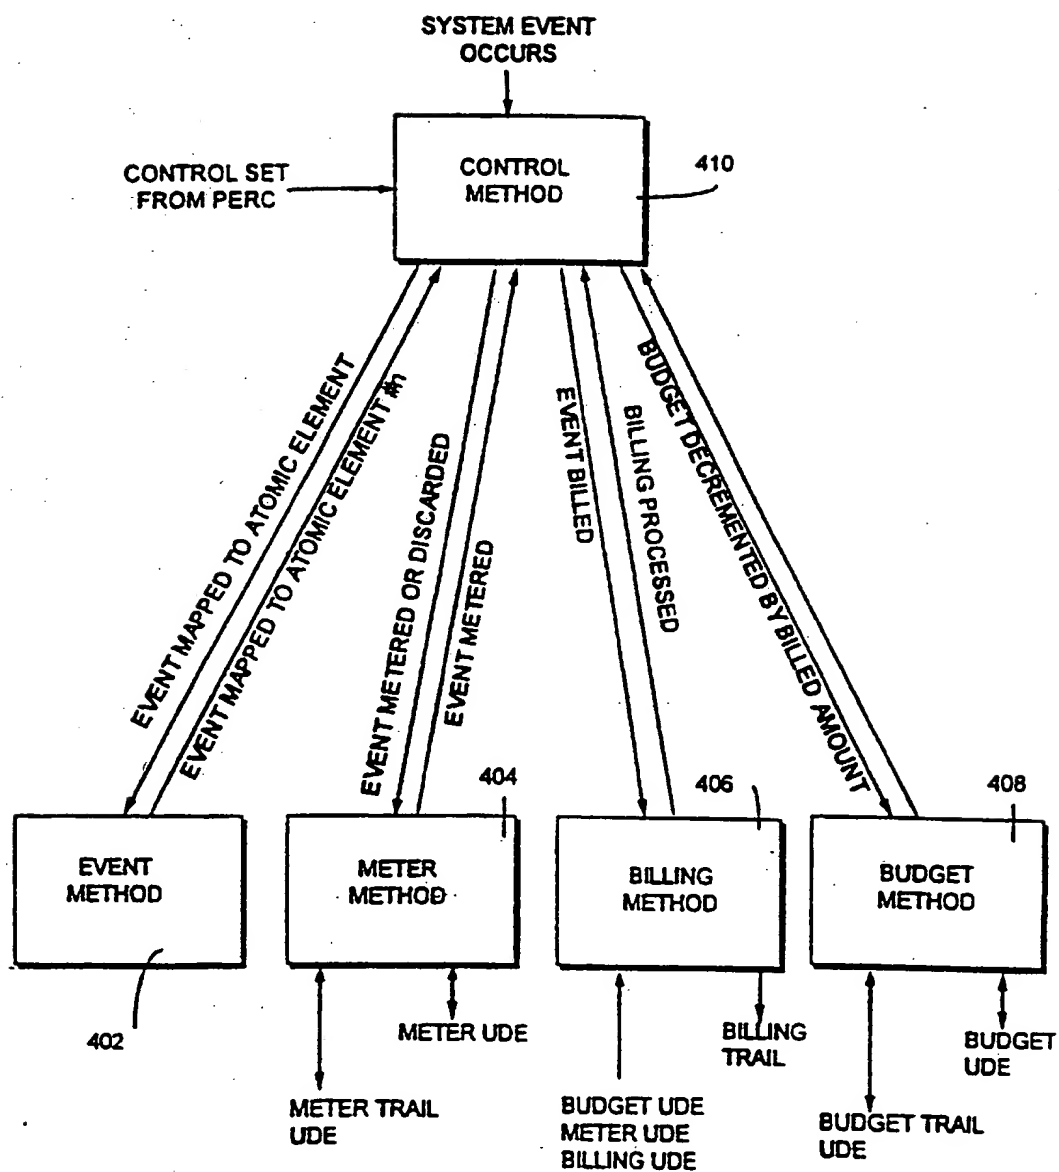 SYSTEM EVENT
OCCURS
CONTROL SET
FROM PERC
CONTROL
METHOD
410
EVENT MAPPED TO ATOMIC ELEMENT
EVENT MAPPED TO ATOMIC ELEMENT #n
EVENT METERED OR DISCARDED
EVENT METERED
EVENT BILLED
BILLING PROCESSED
BUDGET DECREMENTED BY BILLED AMOUNT
404
406
408
EVENT
METHOD
METER
METHOD
BILLING
METHOD
BUDGET
METHOD
402
METER UDE
BILLING
TRAIL
BUDGET
UDE
METER TRAIL
UDE
BUDGET UDE
METER UDE
BILLING UDE
BUDGET TRAIL
UDE